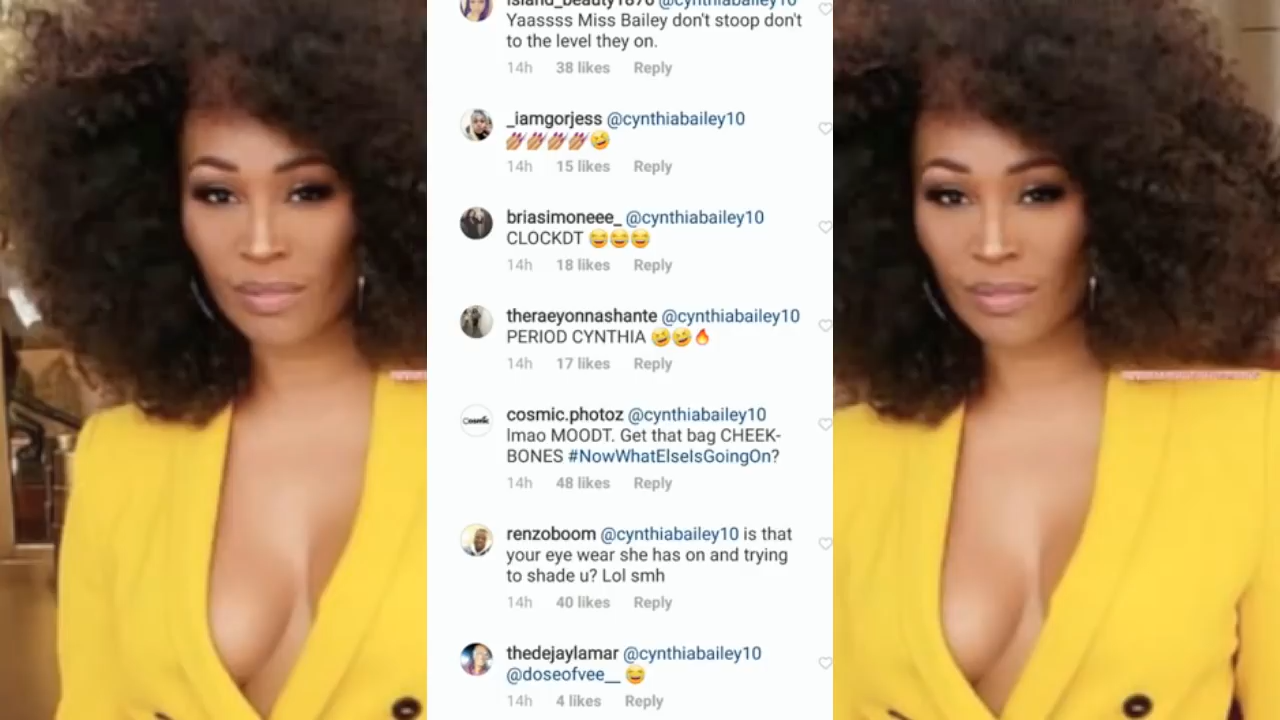 island_beauty1876 @cynthiabailey10
Yaassss Miss Bailey don't stoop don't
to the level they on.
14h 38 likes Reply
_iamgorjess @cynthiabailey10
💅🏽💅🏽💅🏽💅🏽🤣
14h 15 likes Reply
briasimoneee_ @cynthiabailey10
CLOCKDT 😂😂😂
14h 18 likes Reply
theraeyonnashante @cynthiabailey10
PERIOD CYNTHIA 🤣🤣🔥
14h 17 likes Reply
cosmic.photoz @cynthiabailey10
lmao MOODT. Get that bag CHEEK-
BONES #NowWhatElseIsGoingOn?
14h 48 likes Reply
renzoboom @cynthiabailey10 is that
your eye wear she has on and trying
to shade u? Lol smh
14h 40 likes Reply
thedejaylamar @cynthiabailey10
@doseofvee__ 😂
14h 4 likes Reply